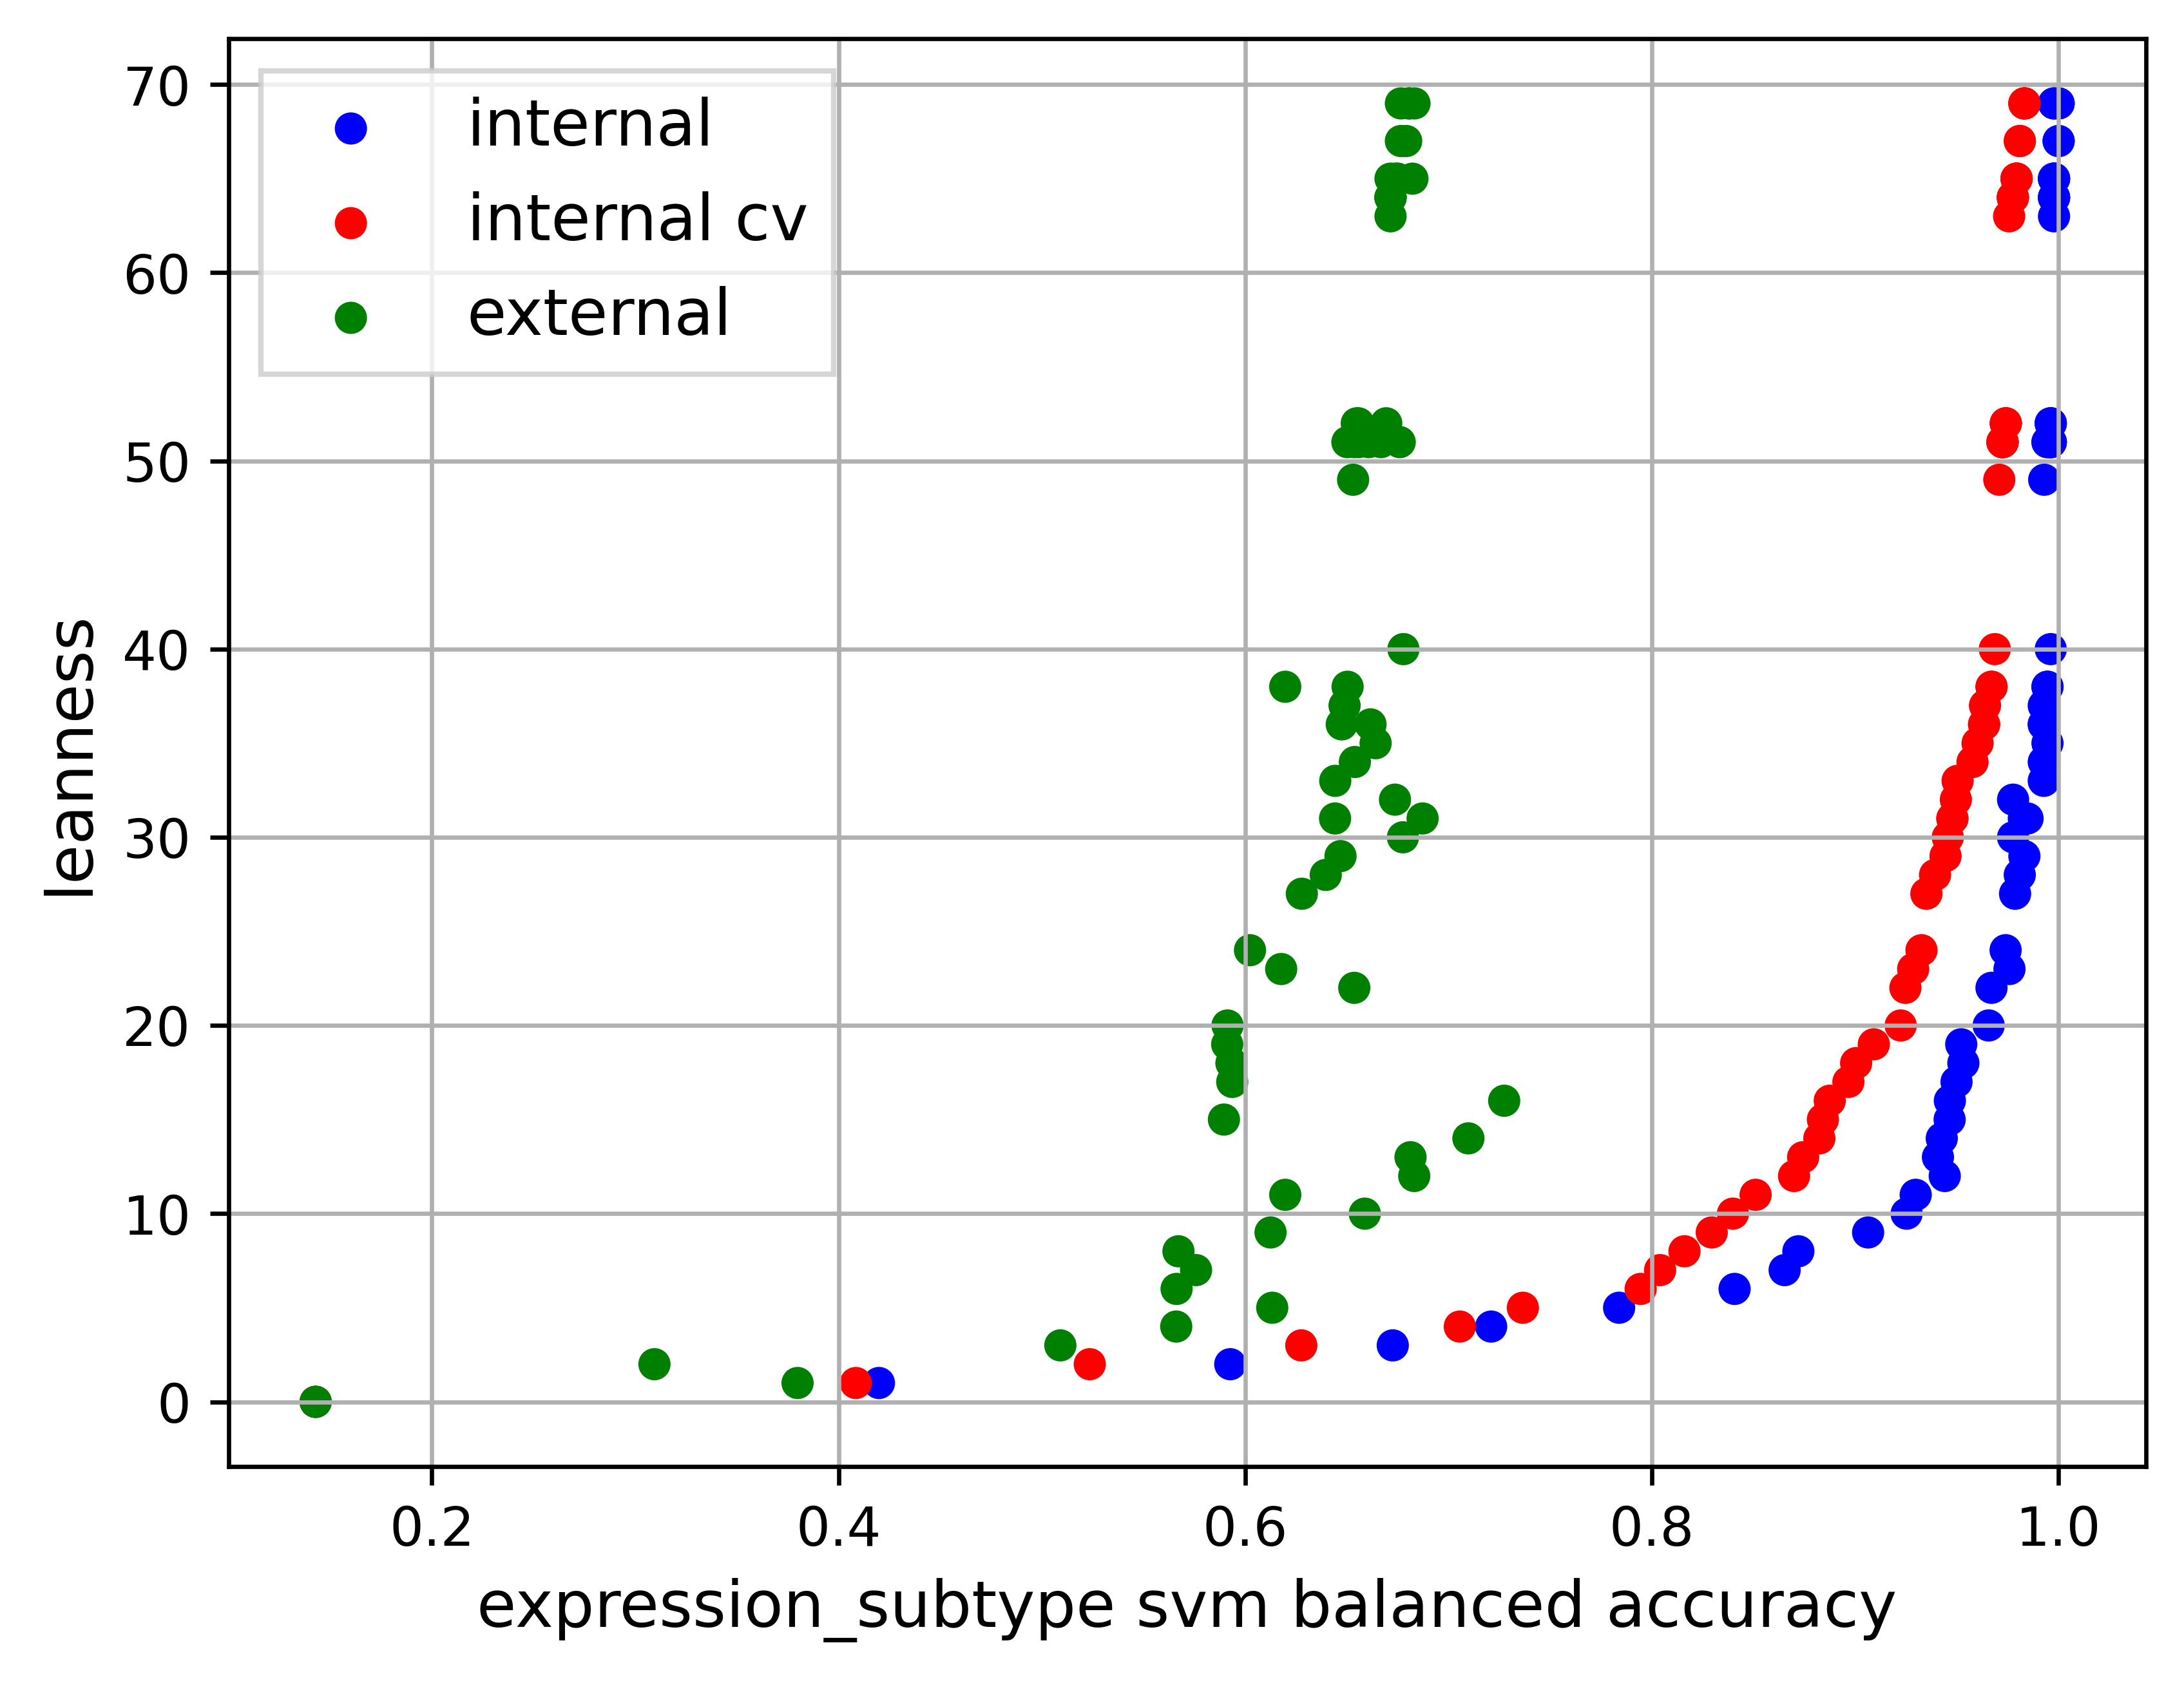 internal
internal cv
external
70
60
50
40
30
20
10
0
leanness
0.2 0.4 0.6 0.8 1.0
expression_subtype svm balanced accuracy